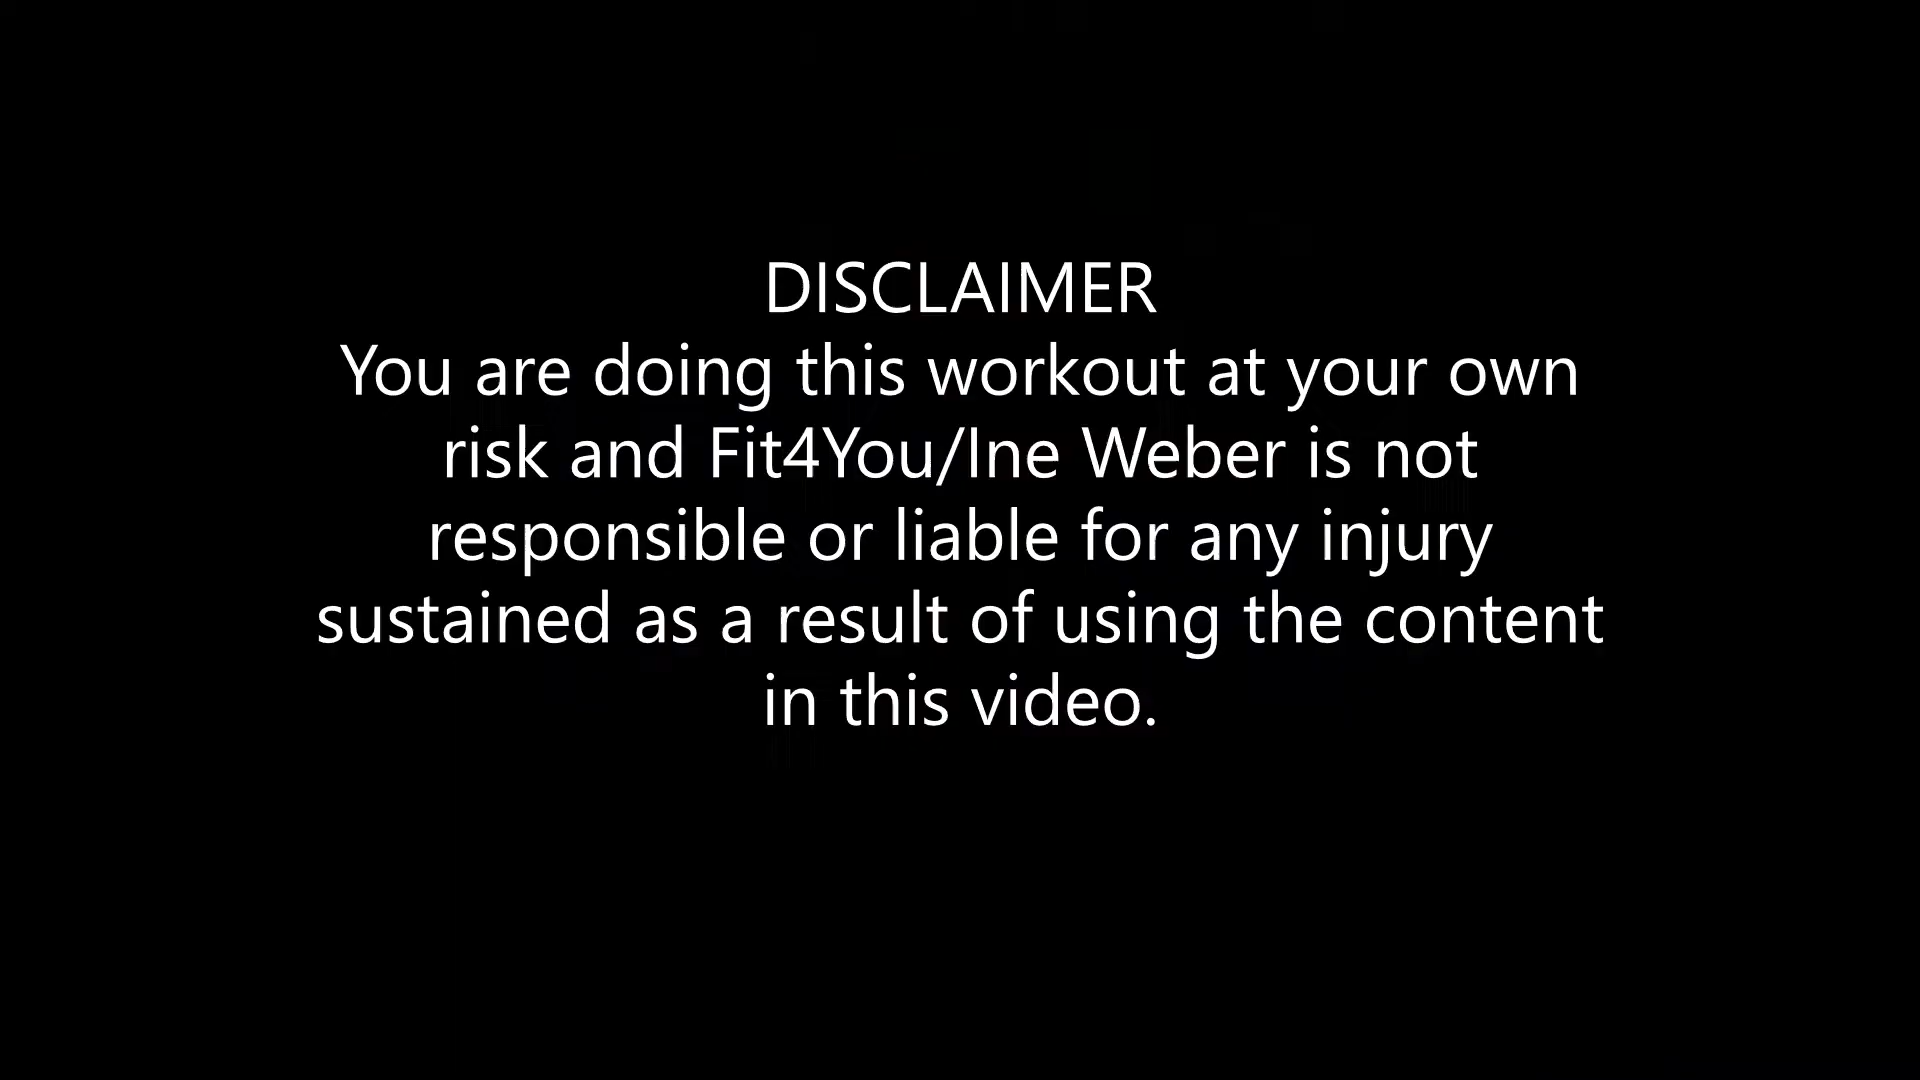 DISCLAIMER
You are doing this workout at your own
risk and Fit4You/Ine Weber is not
responsible or liable for any injury
sustained as a result of using the content
in this video.